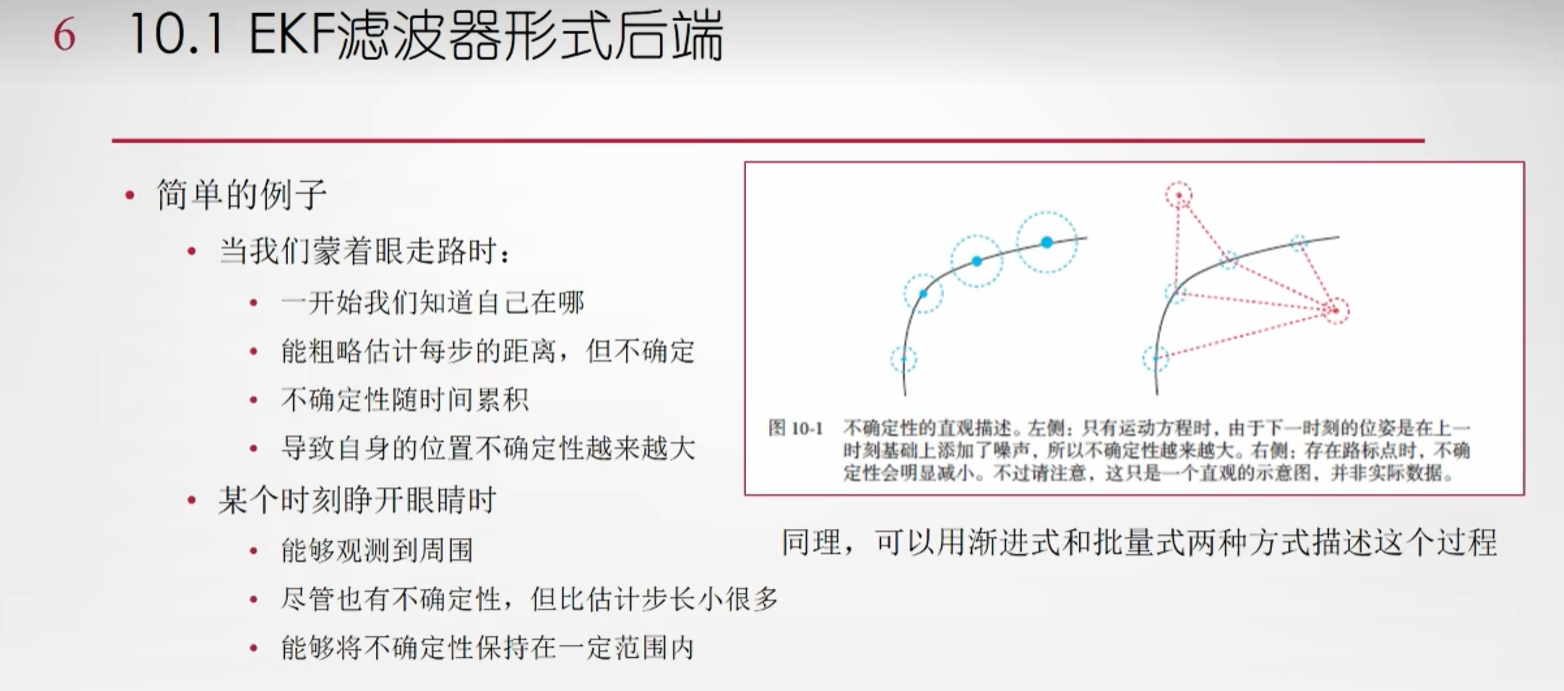 6 10.1 EKF滤波器形式后端
• 简单的例子
• 当我们蒙着眼走路时：
• 一开始我们知道自己在哪
• 能粗略估计每步的距离，但不确定
• 不确定性随时间累积
• 导致自身的位置不确定性越来越大
• 某个时刻睁开眼睛时
• 能够观测到周围
• 尽管也有不确定性，但比估计步长小很多
• 能够将不确定性保持在一定范围内
图 10-1 不确定性的直观描述。左侧：只有运动方程时，由于下一时刻的位姿是在上一
时刻基础上添加了噪声，所以不确定性越来越大。右侧：存在路标点时，不确
定性会明显减小。不过请注意，这只是一个直观的示意图，并非实际数据。
同理，可以用渐进式和批量式两种方式描述这个过程